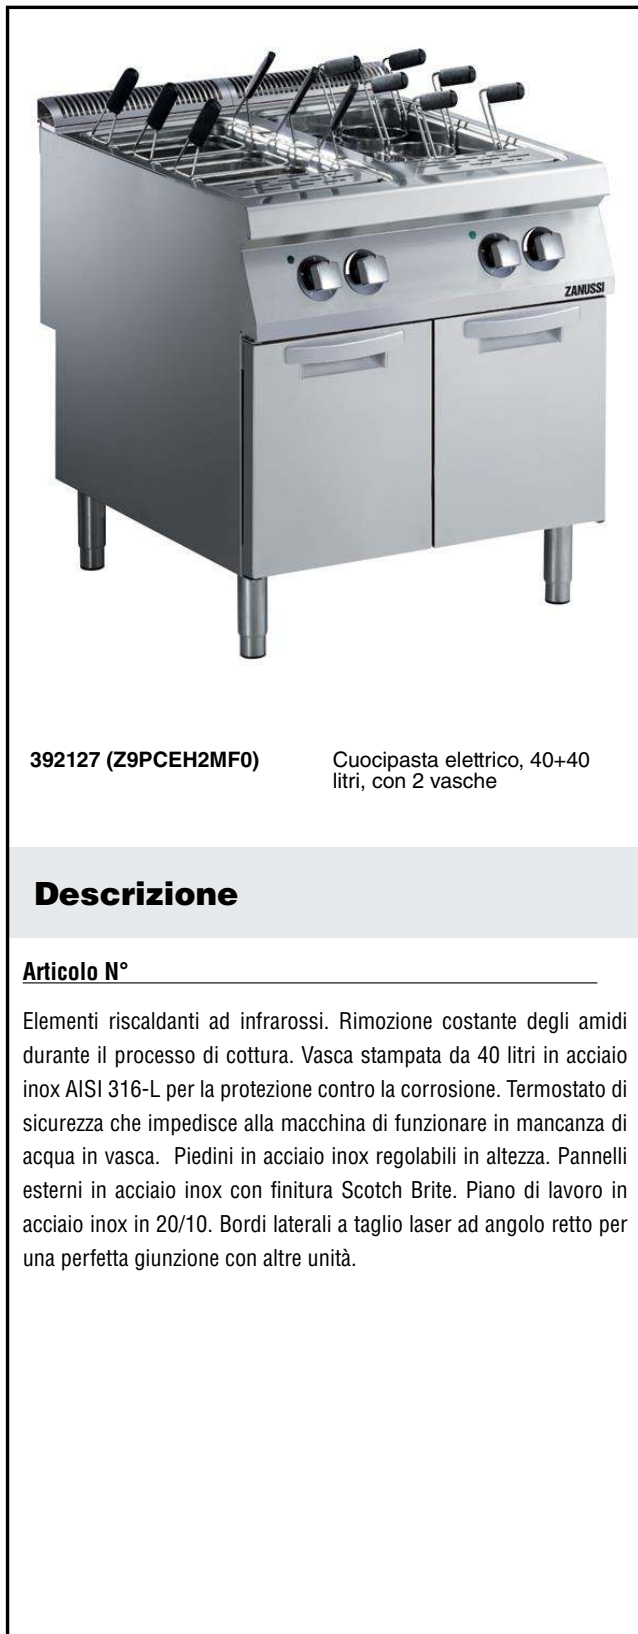 ZANUSSI
392127 (Z9PCEH2MF0)
Cuocipasta elettrico, 40+40
litri, con 2 vasche
Descrizione
Articolo N°
Elementi riscaldanti ad infrarossi. Rimozione costante degli amidi
durante il processo di cottura. Vasca stampata da 40 litri in acciaio
inox AISI 316-L per la protezione contro la corrosione. Termostato di
sicurezza che impedisce alla macchina di funzionare in mancanza di
acqua in vasca. Piedini in acciaio inox regolabili in altezza. Pannelli
esterni in acciaio inox con finitura Scotch Brite. Piano di lavoro in
acciaio inox in 20/10. Bordi laterali a taglio laser ad angolo retto per
una perfetta giunzione con altre unità.